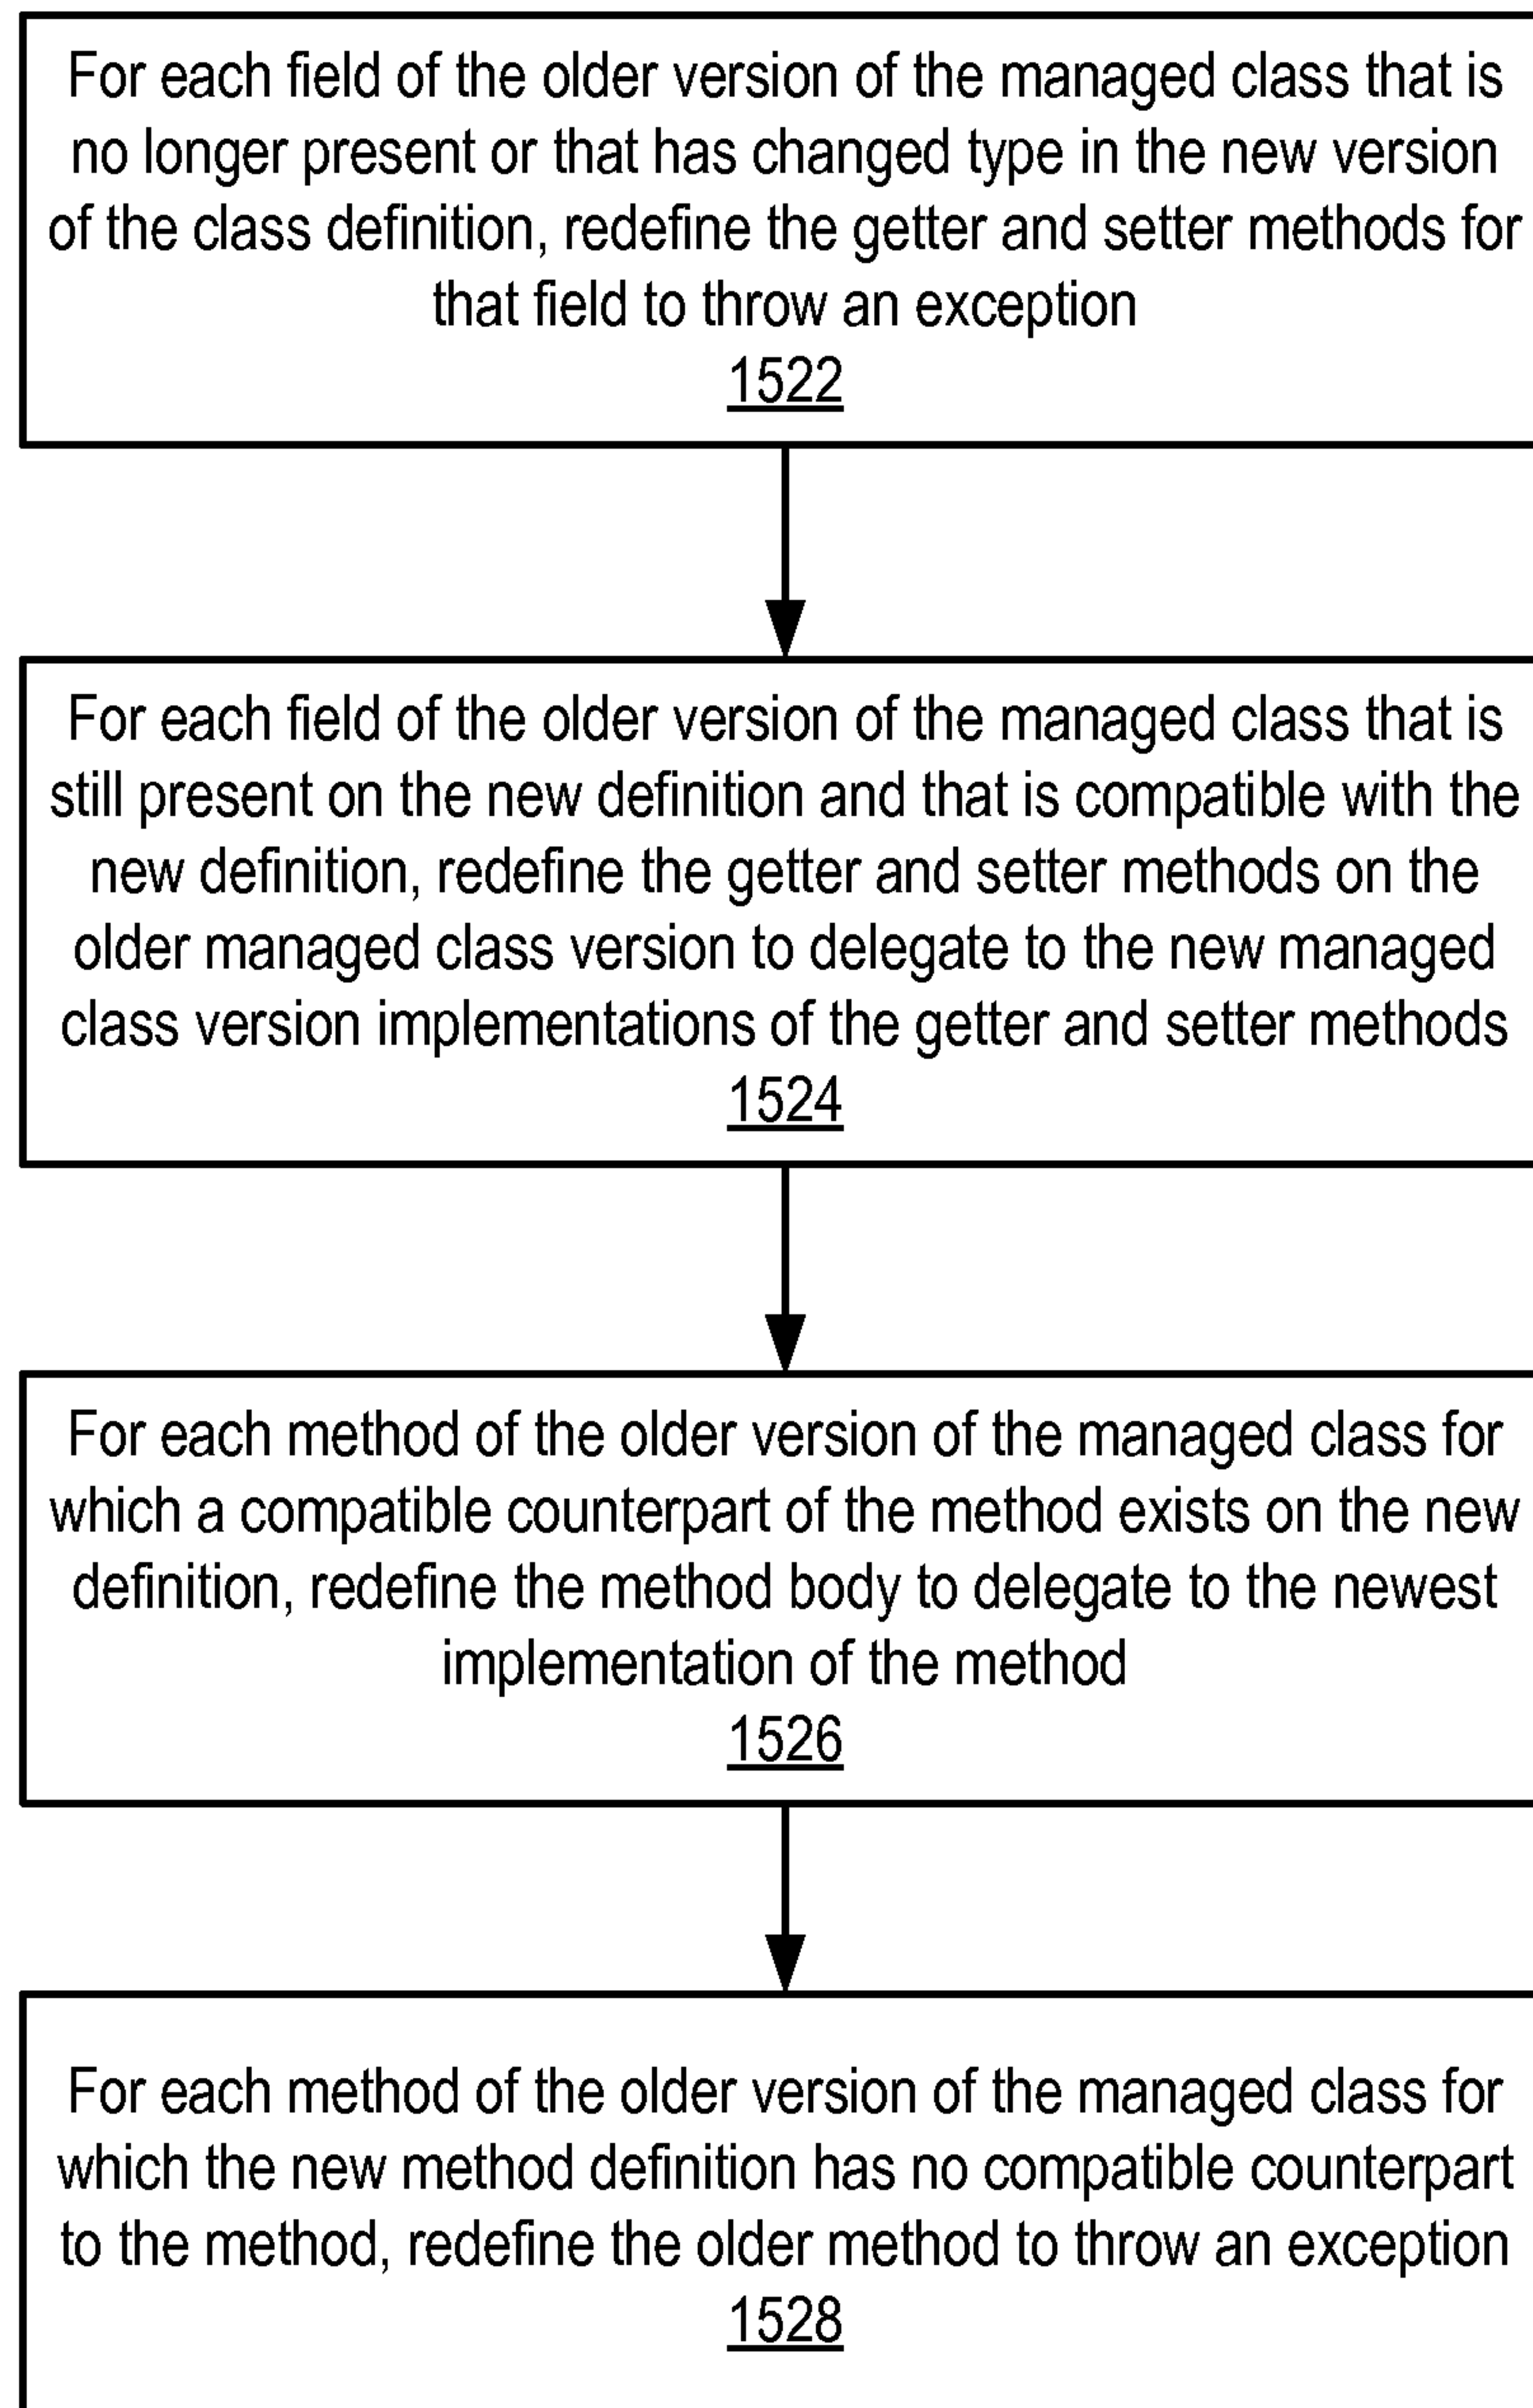 For each field of the older version of the managed class that is
no longer present or that has changed type in the new version
of the class definition, redefine the getter and setter methods for
that field to throw an exception
1522
For each field of the older version of the managed class that is
still present on the new definition and that is compatible with the
new definition, redefine the getter and setter methods on the
older managed class version to delegate to the new managed
class version implementations of the getter and setter methods
1524
For each method of the older version of the managed class for
which a compatible counterpart of the method exists on the new
definition, redefine the method body to delegate to the newest
implementation of the method
1526
For each method of the older version of the managed class for
which the new method definition has no compatible counterpart
to the method, redefine the older method to throw an exception
1528